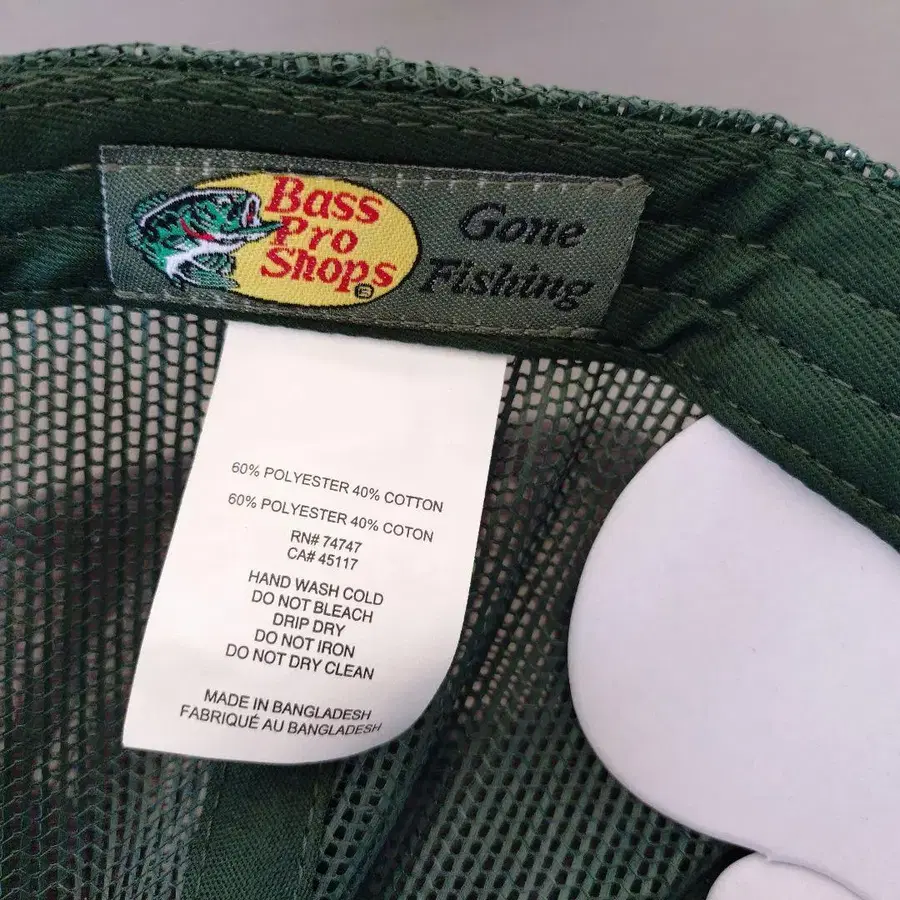 Bass
Pro
Shops®
Gone
Fishing
60% POLYESTER 40% COTTON
60% POLYESTER 40% COTON
RN# 74747
CA# 45117
HAND WASH COLD
DO NOT BLEACH
DRIP DRY
DO NOT IRON
DO NOT DRY CLEAN
MADE IN BANGLADESH
FABRIQUÉ AU BANGLADESH